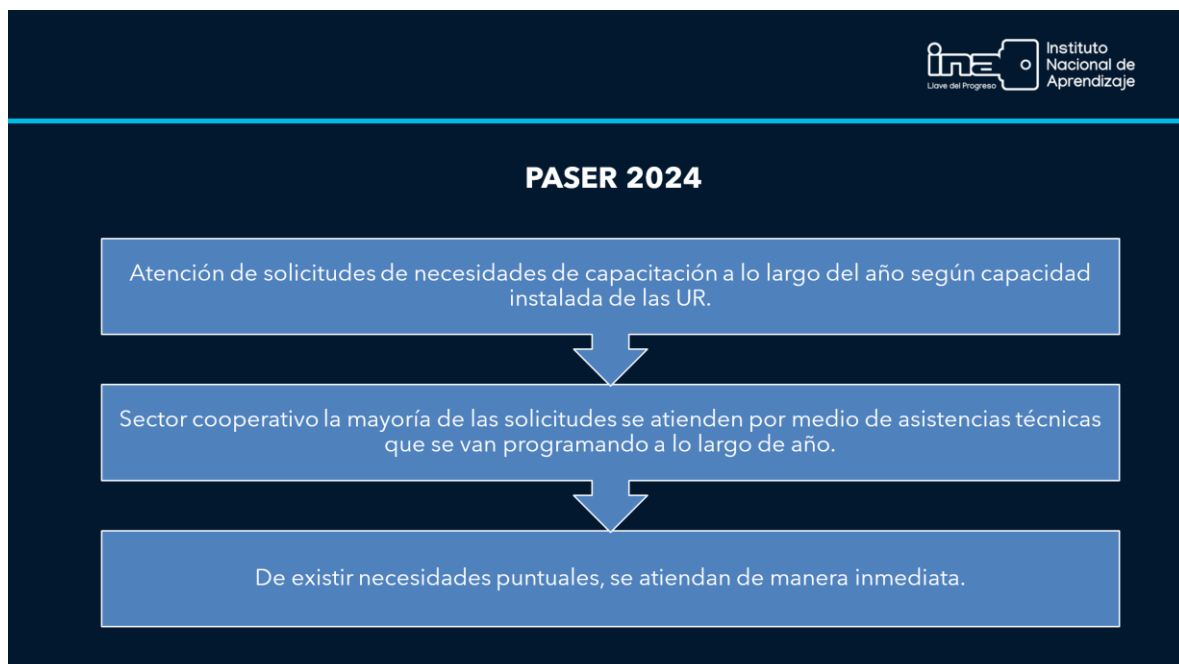 ina
Llave del Progreso
Instituto
Nacional de
Aprendizaje
PASER 2024
Atención de solicitudes de necesidades de capacitación a lo largo del año según capacidad
instalada de las UR.
Sector cooperativo la mayoría de las solicitudes se atienden por medio de asistencias técnicas
que se van programando a lo largo de año.
De existir necesidades puntuales, se atiendan de manera inmediata.